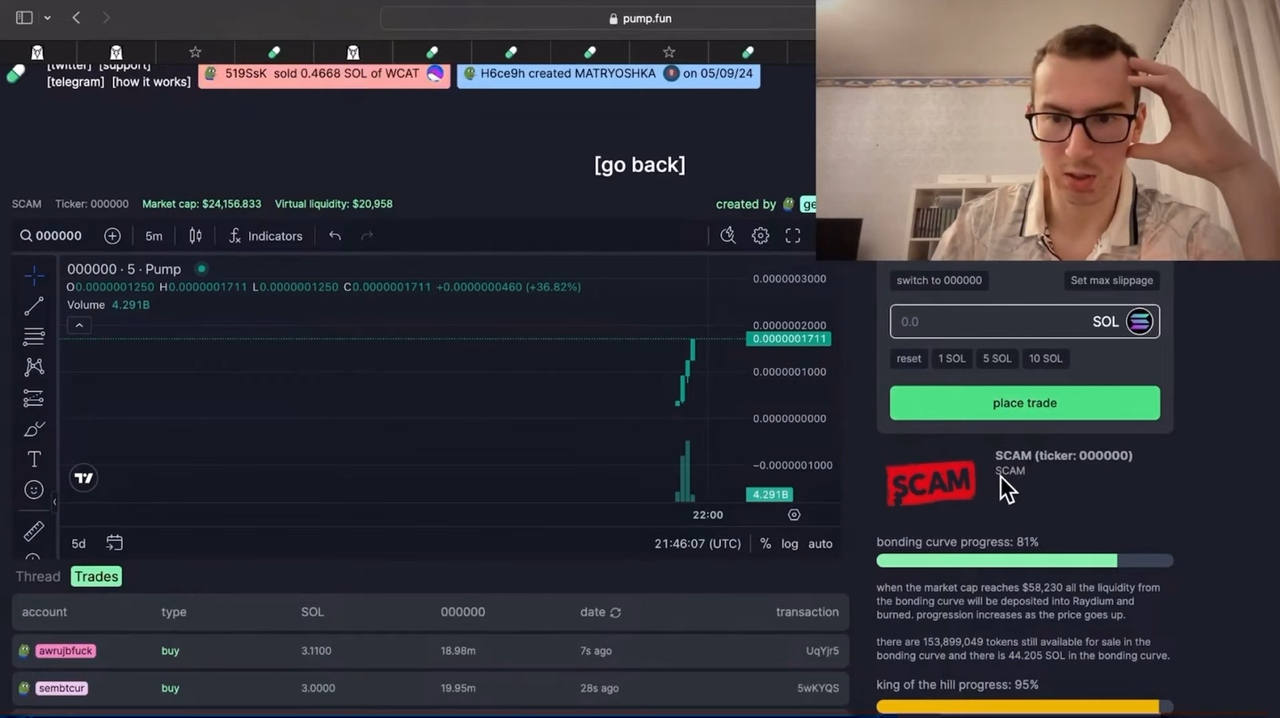 pump.fun
[twitter] [support]
[telegram] [how it works]
519SsK sold 0.4668 SOL of WCAT
H6ce9h created MATRYOSHKA on 05/09/24
[go back]
SCAM Ticker: 000000 Market cap: $24,156.833 Virtual liquidity: $20,958 created by
000000 5m Indicators
000000 · 5 · Pump
O0.0000001250 H0.0000001711 L0.0000001250 C0.0000001711 +0.0000000460 (+36.82%)
Volume 4.291B
0.0000003000
0.0000002000
0.0000001711
0.0000001000
0.0000000000
−0.0000001000
4.291B
22:00
5d 21:46:07 (UTC) % log auto
Thread Trades
account type SOL 000000 date transaction
awrujbfuck buy 3.1100 18.98m 7s ago UqYjr5
sembtcur buy 3.0000 19.95m 28s ago 5wKYQS
switch to 000000 Set max slippage
0.0 SOL
reset 1 SOL 5 SOL 10 SOL
place trade
SCAM
SCAM (ticker: 000000)
SCAM
bonding curve progress: 81%
when the market cap reaches $58,230 all the liquidity from
the bonding curve will be deposited into Raydium and
burned. progression increases as the price goes up.
there are 153,899,049 tokens still available for sale in the
bonding curve and there is 44.205 SOL in the bonding curve.
king of the hill progress: 95%